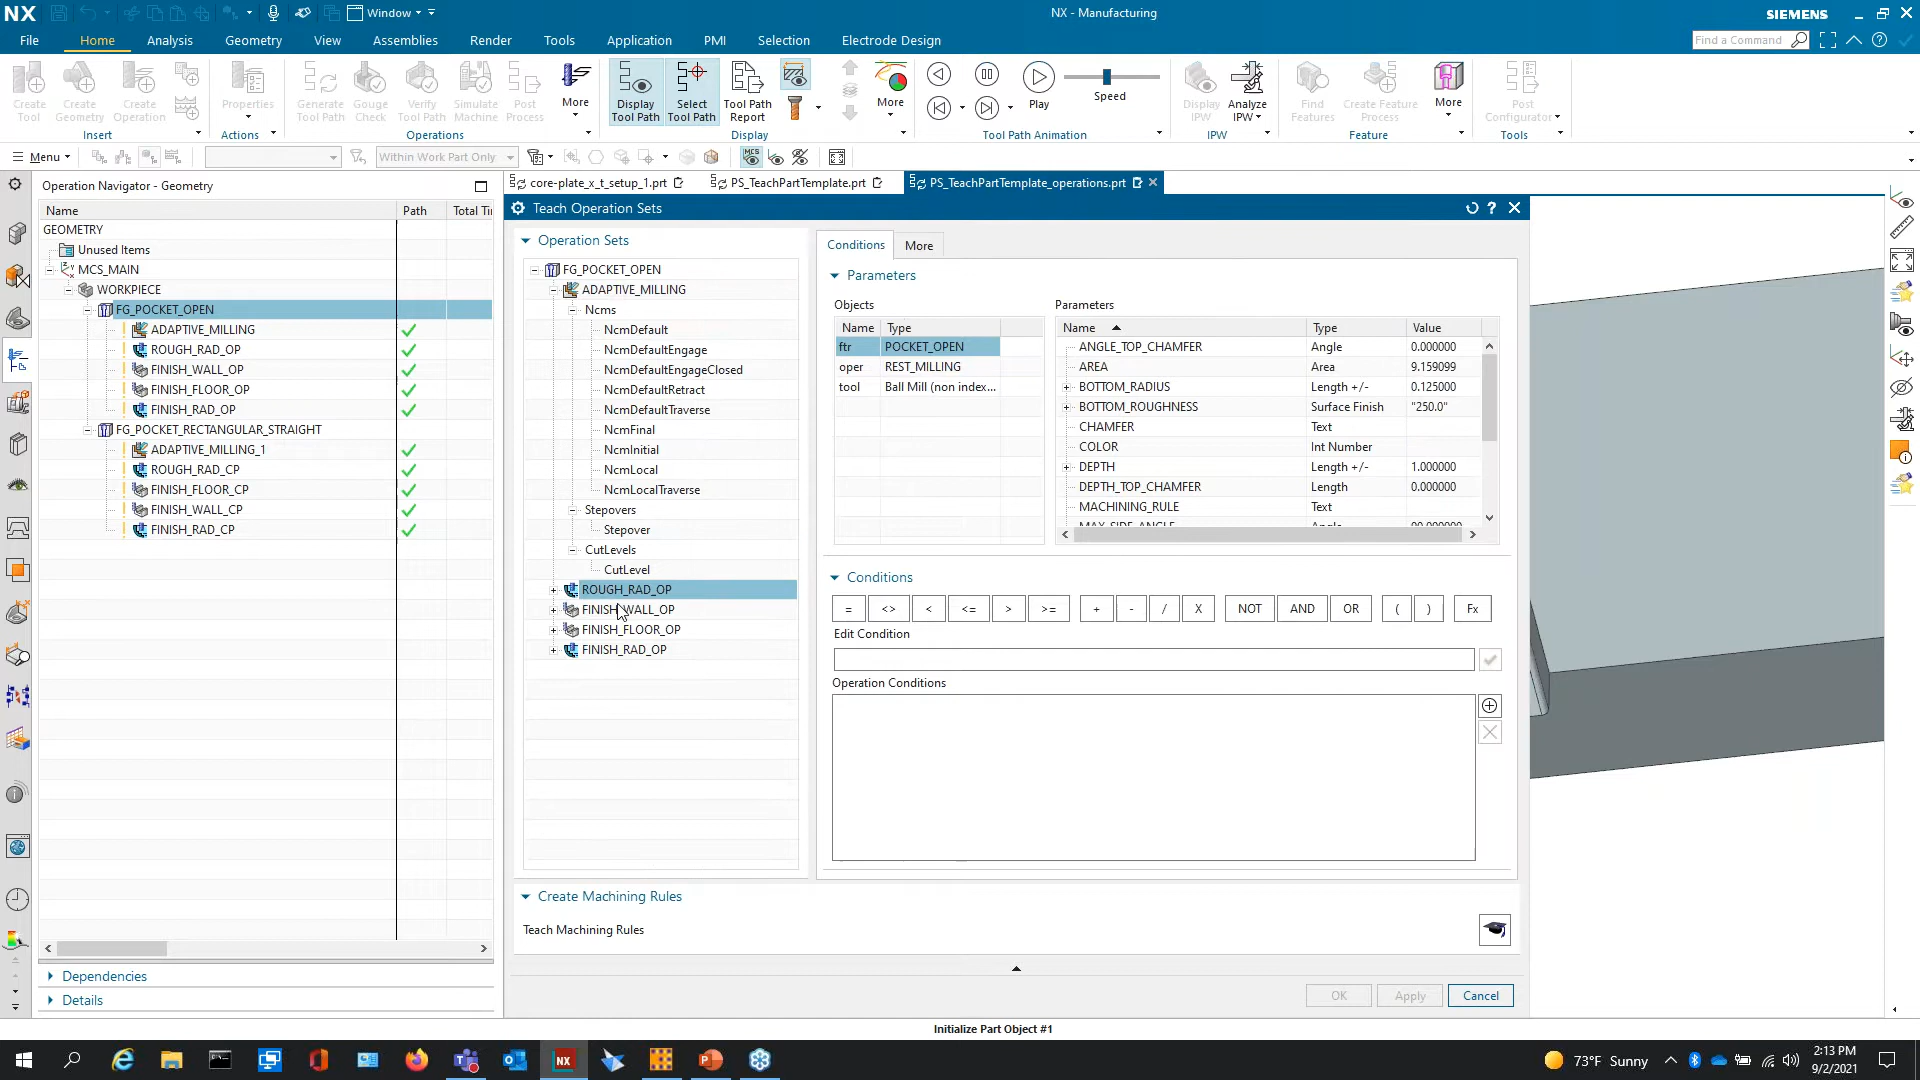 NX
Window
NX - Manufacturing
SIEMENS
File Home Analysis Geometry View Assemblies Render Tools Application PMI Selection Electrode Design
Find a Command
Create Tool
Create Geometry
Create Operation
Properties
Generate Tool Path
Gouge Check
Verify Tool Path
Simulate Machine
Post Process
More
Display Tool Path
Select Tool Path
Tool Path Report
More
Play
Speed
Display IPW
Analyze IPW
Find Features
Create Feature Process
More
Post Configurator
Insert Actions Operations Display Tool Path Animation IPW Feature Tools
Menu
Within Work Part Only
MCS
Operation Navigator - Geometry
core-plate_x_t_setup_1.prt PS_TeachPartTemplate.prt PS_TeachPartTemplate_operations.prt
Name Path Total Ti
GEOMETRY
Unused Items
MCS_MAIN
WORKPIECE
FG_POCKET_OPEN
ADAPTIVE_MILLING
ROUGH_RAD_OP
FINISH_WALL_OP
FINISH_FLOOR_OP
FINISH_RAD_OP
FG_POCKET_RECTANGULAR_STRAIGHT
ADAPTIVE_MILLING_1
ROUGH_RAD_CP
FINISH_FLOOR_CP
FINISH_WALL_CP
FINISH_RAD_CP
Dependencies
Details
Teach Operation Sets
Operation Sets
FG_POCKET_OPEN
ADAPTIVE_MILLING
Ncms
NcmDefault
NcmDefaultEngage
NcmDefaultEngageClosed
NcmDefaultRetract
NcmDefaultTraverse
NcmFinal
NcmInitial
NcmLocal
NcmLocalTraverse
Stepovers
Stepover
CutLevels
CutLevel
ROUGH_RAD_OP
FINISH_WALL_OP
FINISH_FLOOR_OP
FINISH_RAD_OP
Conditions More
Parameters
Objects
Name Type
ftr POCKET_OPEN
oper REST_MILLING
tool Ball Mill (non index...
Parameters
Name Type Value
ANGLE_TOP_CHAMFER Angle 0.000000
AREA Area 9.159099
BOTTOM_RADIUS Length +/- 0.125000
BOTTOM_ROUGHNESS Surface Finish "250.0"
CHAMFER Text
COLOR Int Number
DEPTH Length +/- 1.000000
DEPTH_TOP_CHAMFER Length 0.000000
MACHINING_RULE Text
MAX_SIDE_ANGLE Angle 90.000000
Conditions
= <> < <= > >= + - / X NOT AND OR ( ) Fx
Edit Condition
Operation Conditions
Create Machining Rules
Teach Machining Rules
OK Apply Cancel
Initialize Part Object #1
NX
73°F Sunny
2:13 PM
9/2/2021